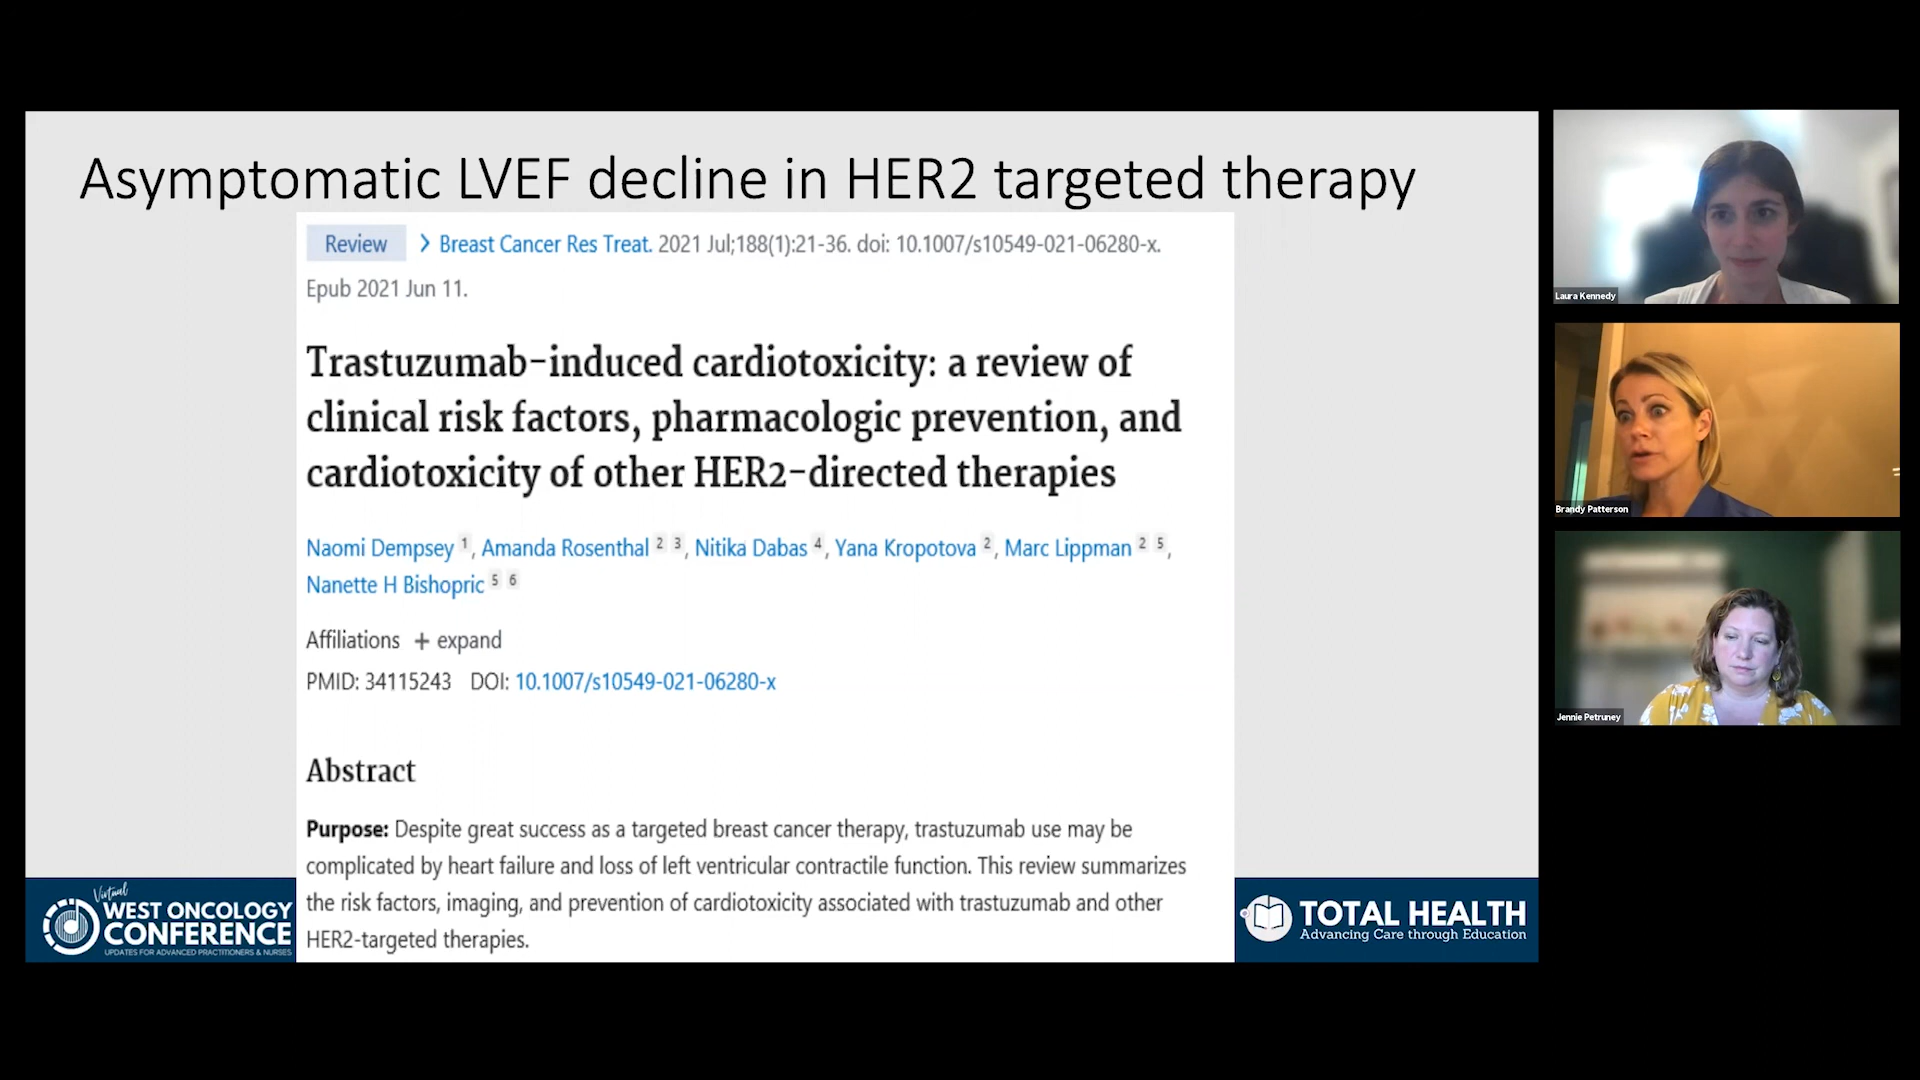 Asymptomatic LVEF decline in HER2 targeted therapy
Review > Breast Cancer Res Treat. 2021 Jul;188(1):21-36. doi: 10.1007/s10549-021-06280-x.
Epub 2021 Jun 11.
Trastuzumab-induced cardiotoxicity: a review of
clinical risk factors, pharmacologic prevention, and
cardiotoxicity of other HER2-directed therapies
Naomi Dempsey 1, Amanda Rosenthal 2 3, Nitika Dabas 4, Yana Kropotova 2, Marc Lippman 2 5,
Nanette H Bishopric 5 6
Affiliations + expand
PMID: 34115243 DOI: 10.1007/s10549-021-06280-x
Abstract
Purpose: Despite great success as a targeted breast cancer therapy, trastuzumab use may be
complicated by heart failure and loss of left ventricular contractile function. This review summarizes
the risk factors, imaging, and prevention of cardiotoxicity associated with trastuzumab and other
HER2-targeted therapies.
Virtual
WEST ONCOLOGY
CONFERENCE
UPDATES FOR ADVANCED PRACTITIONERS & NURSES
TOTAL HEALTH
Advancing Care through Education
Laura Kennedy
Brandy Patterson
Jennie Petruney